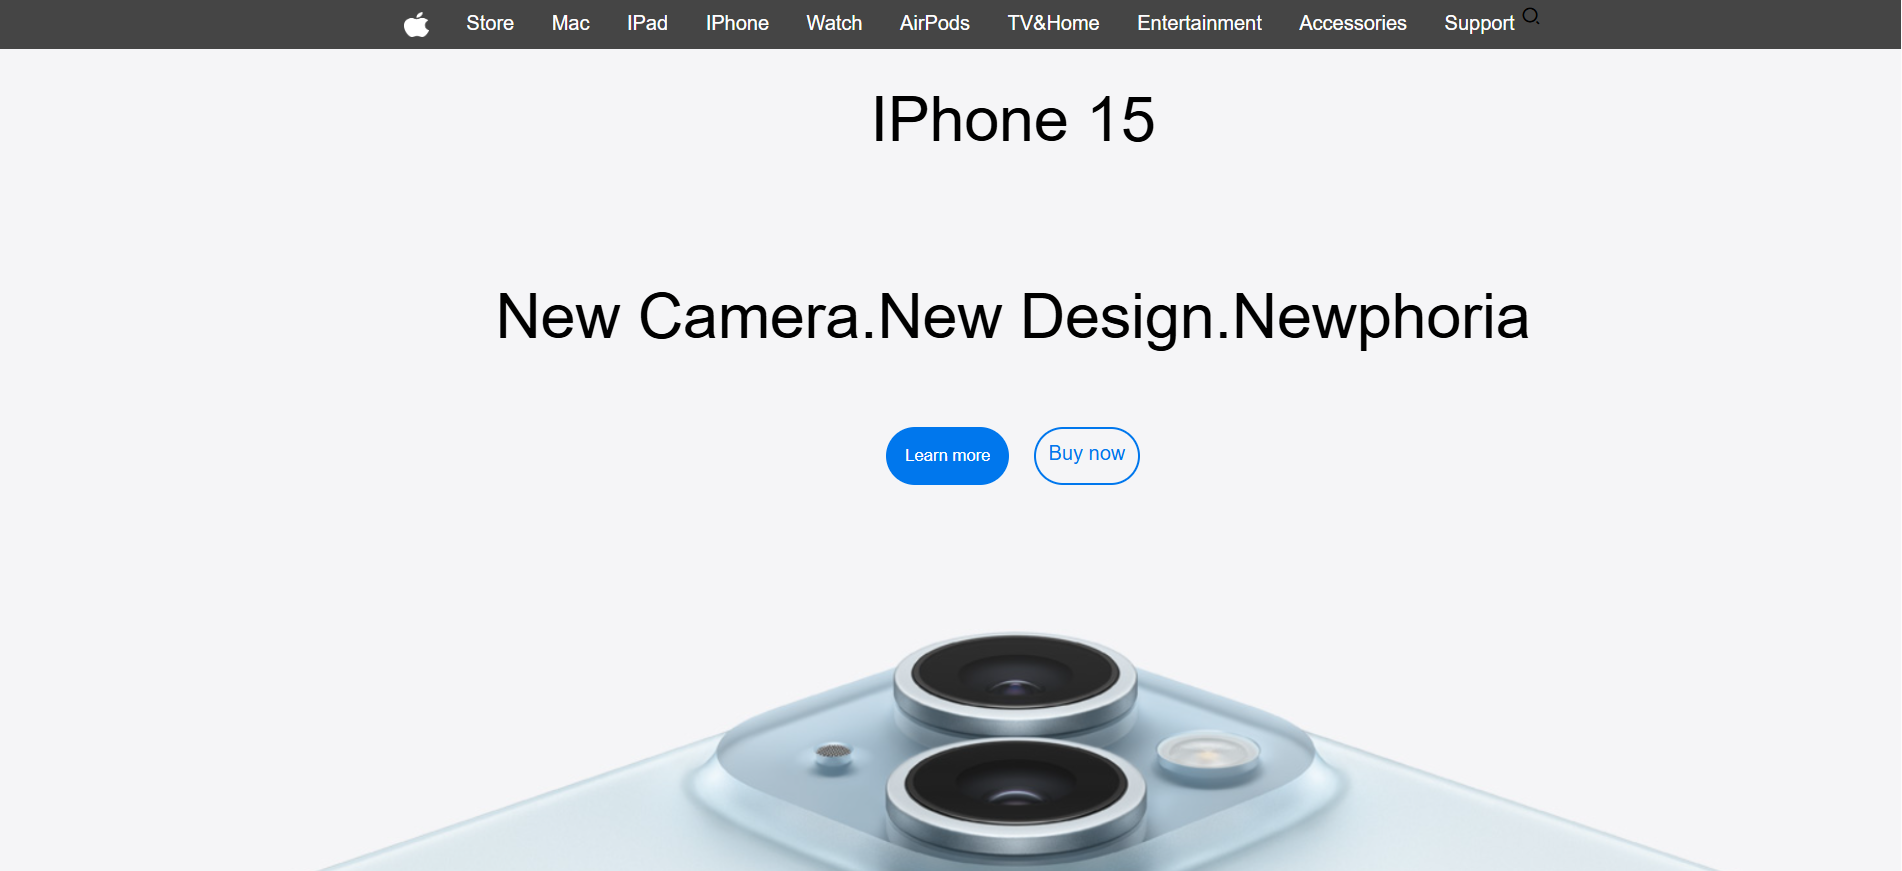 Store Mac IPad IPhone Watch AirPods TV&Home Entertainment Accessories Support
IPhone 15
New Camera.New Design.Newphoria
Learn more Buy now